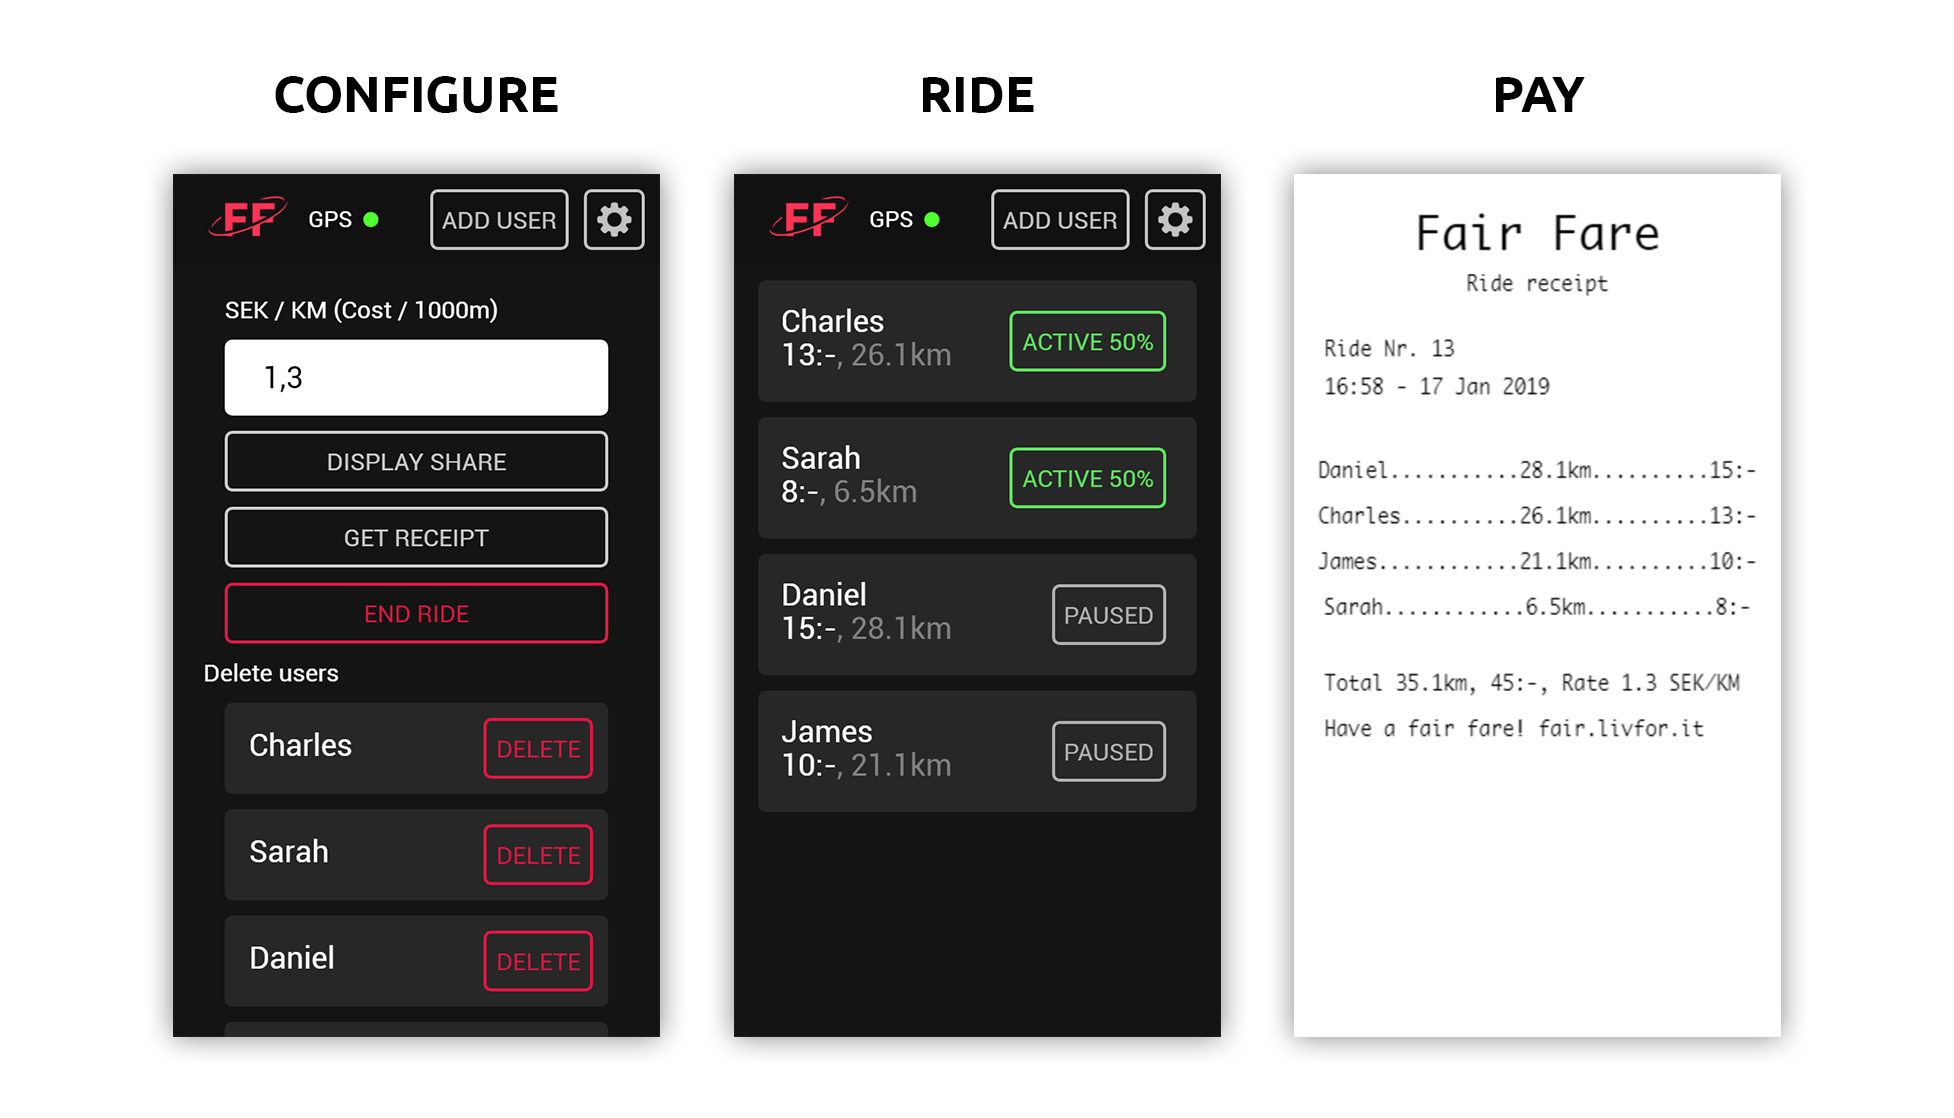 CONFIGURE
FF GPS ADD USER
SEK / KM (Cost / 1000m)
1,3
DISPLAY SHARE
GET RECEIPT
END RIDE
Delete users
Charles DELETE
Sarah DELETE
Daniel DELETE
RIDE
FF GPS ADD USER
Charles
13:-, 26.1km ACTIVE 50%
Sarah
8:-, 6.5km ACTIVE 50%
Daniel
15:-, 28.1km PAUSED
James
10:-, 21.1km PAUSED
PAY
Fair Fare
Ride receipt
Ride Nr. 13
16:58 - 17 Jan 2019
Daniel...........28.1km..........15:-
Charles..........26.1km..........13:-
James............21.1km..........10:-
Sarah............6.5km...........8:-
Total 35.1km, 45:-, Rate 1.3 SEK/KM
Have a fair fare! fair.livfor.it